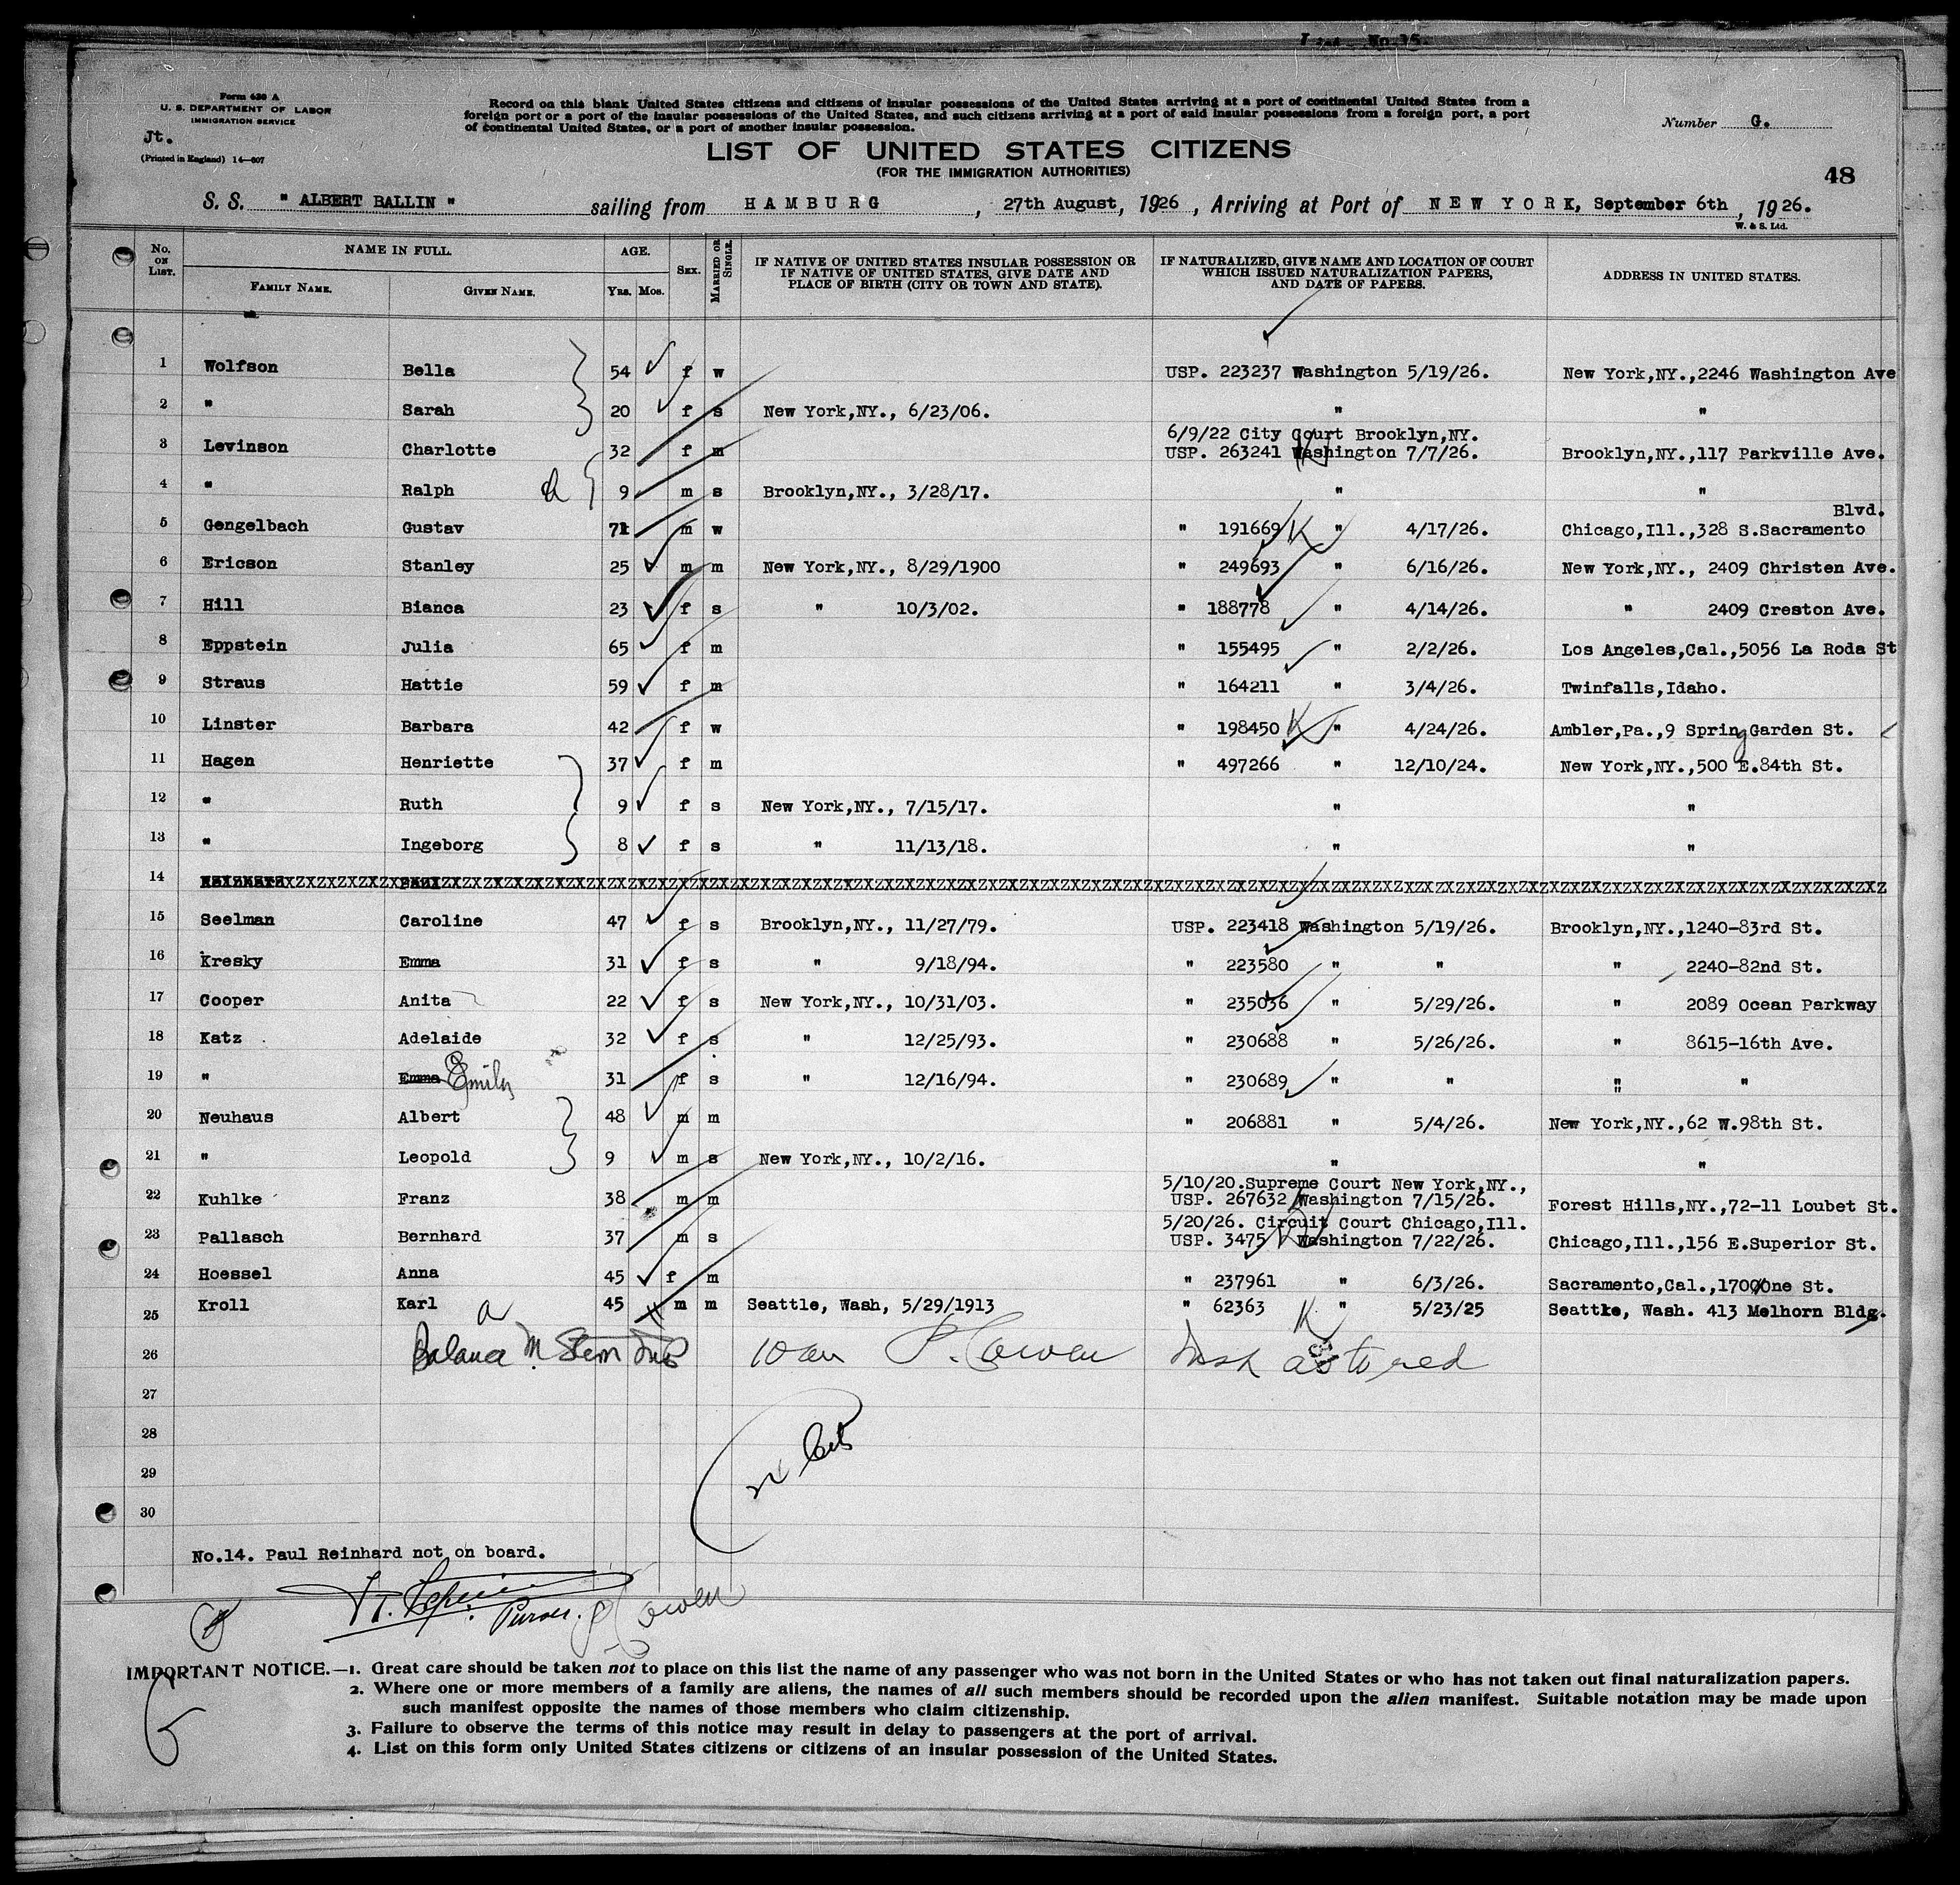 Form 630 A
U. S. DEPARTMENT OF LABOR
IMMIGRATION SERVICE
Jt.
(Printed in England) 14—607
Record on this blank United States citizens and citizens of insular possessions of the United States arriving at a port of continental United States from a
foreign port or a port of the insular possessions of the United States, and such citizens arriving at a port of said insular possessions from a foreign port, a port
of continental United States, or a port of another insular possession.
Number G.
LIST OF UNITED STATES CITIZENS
(FOR THE IMMIGRATION AUTHORITIES)
48
S. S. " ALBERT BALLIN " sailing from HAMBURG, 27th August, 1926, Arriving at Port of NEW YORK, September 6th, 1926.
W. & S. Ltd.
No. ON LIST. NAME IN FULL. AGE. SEX. MARRIED OR SINGLE. IF NATIVE OF UNITED STATES INSULAR POSSESSION OR IF NATIVE OF UNITED STATES, GIVE DATE AND PLACE OF BIRTH (CITY OR TOWN AND STATE). IF NATURALIZED, GIVE NAME AND LOCATION OF COURT WHICH ISSUED NATURALIZATION PAPERS, AND DATE OF PAPERS. ADDRESS IN UNITED STATES.
FAMILY NAME. GIVEN NAME. YRS. MOS.
1 Wolfson Bella 54 f w USP. 223237 Washington 5/19/26. New York,NY.,2246 Washington Ave
2 " Sarah 20 f s New York,NY., 6/23/06. " "
6/9/22 City Court Brooklyn,NY.
3 Levinson Charlotte 32 f m USP. 263241 Washington 7/7/26. Brooklyn,NY.,117 Parkville Ave.
4 " Ralph 9 m s Brooklyn,NY., 3/28/17. " "
Blvd.
5 Gengelbach Gustav 71 m w " 191669 K " 4/17/26. Chicago,Ill.,328 S.Sacramento
6 Ericson Stanley 25 m m New York,NY., 8/29/1900 " 249693 " 6/16/26. New York,NY., 2409 Christen Ave.
7 Hill Bianca 23 f s " 10/3/02. " 188778 " 4/14/26. " 2409 Creston Ave.
8 Eppstein Julia 65 f m " 155495 " 2/2/26. Los Angeles,Cal.,5056 La Roda St
9 Straus Hattie 59 f m " 164211 " 3/4/26. Twinfalls,Idaho.
10 Linster Barbara 42 f w " 198450 K " 4/24/26. Ambler,Pa.,9 Spring Garden St.
11 Hagen Henriette 37 f m " 497266 " 12/10/24. New York,NY.,500 E.84th St.
12 " Ruth 9 f s New York,NY., 7/15/17. " "
13 " Ingeborg 8 f s " 11/13/18. " "
14
15 Seelman Caroline 47 f s Brooklyn,NY., 11/27/79. USP. 223418 Washington 5/19/26. Brooklyn,NY.,1240-83rd St.
16 Kresky Emma 31 f s " 9/18/94. " 223580 " " " 2240-82nd St.
17 Cooper Anita 22 f s New York,NY., 10/31/03. " 235036 " 5/29/26. " 2089 Ocean Parkway
18 Katz Adelaide 32 f s " 12/25/93. " 230688 " 5/26/26. " 8615-16th Ave.
19 " Emma Emily 31 f s " 12/16/94. " 230689 " " " "
20 Neuhaus Albert 48 m m " 206881 " 5/4/26. New York,NY.,62 W.98th St.
21 " Leopold 9 m s New York,NY., 10/2/16. " "
5/10/20.Supreme Court New York,NY.,
22 Kuhlke Franz 38 m m USP. 267632 Washington 7/15/26. Forest Hills,NY.,72-11 Loubet St.
5/20/26. Circuit Court Chicago,Ill.
23 Pallasch Bernhard 37 m s USP. 3475 Washington 7/22/26. Chicago,Ill.,156 E.Superior St.
24 Hoessel Anna 45 f m " 237961 " 6/3/26. Sacramento,Cal.,1700 one St.
25 Kroll Karl 45 m m Seattle, Wash, 5/29/1913 " 62363 K " 5/23/25 Seattke, Wash. 413 Melhorn Bldg.
26
27
28
29
30
No.14. Paul Reinhard not on board.
Purser.
IMPORTANT NOTICE.—1. Great care should be taken not to place on this list the name of any passenger who was not born in the United States or who has not taken out final naturalization papers.
2. Where one or more members of a family are aliens, the names of all such members should be recorded upon the alien manifest. Suitable notation may be made upon
such manifest opposite the names of those members who claim citizenship.
3. Failure to observe the terms of this notice may result in delay to passengers at the port of arrival.
4. List on this form only United States citizens or citizens of an insular possession of the United States.